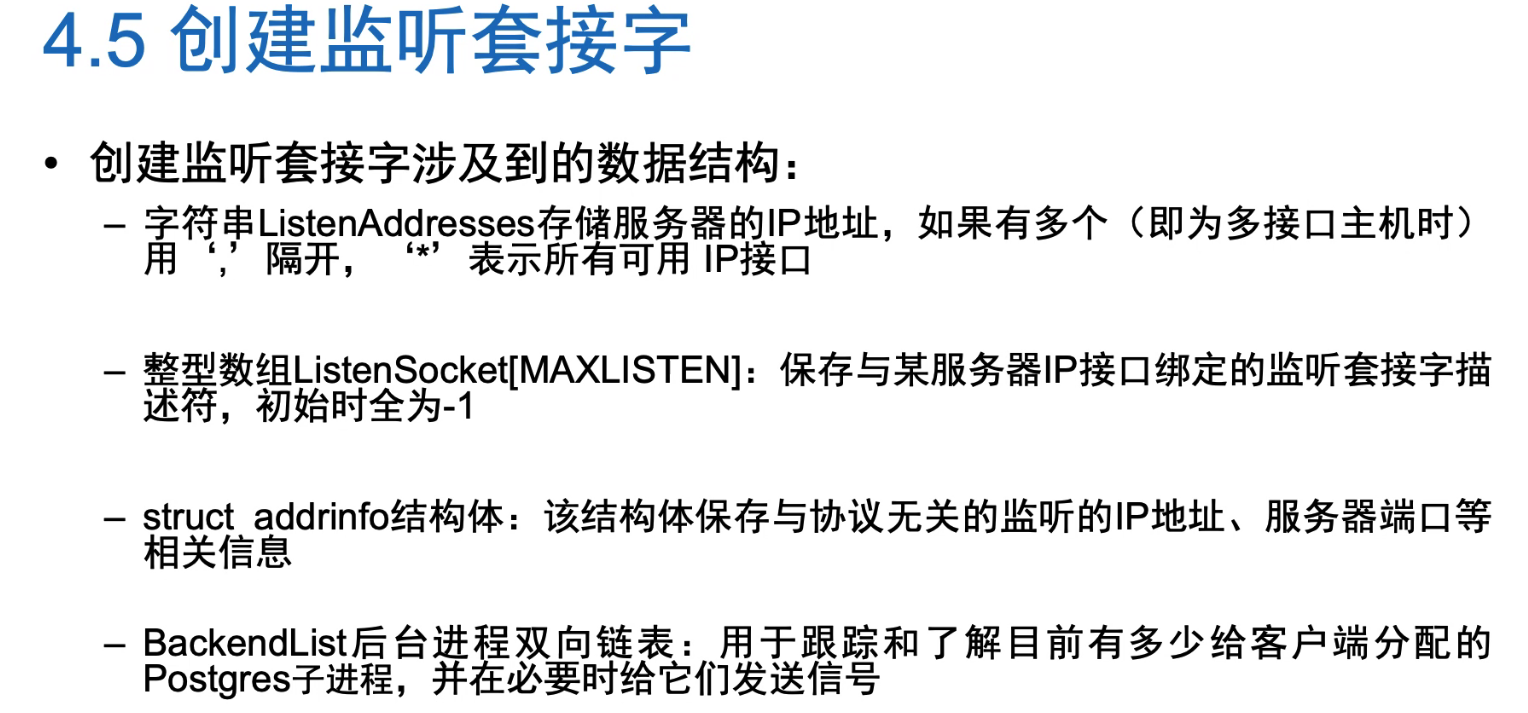 4.5 创建监听套接字
• 创建监听套接字涉及到的数据结构：
– 字符串ListenAddresses存储服务器的IP地址，如果有多个（即为多接口主机时）
用‘,’隔开，‘*’表示所有可用 IP接口
– 整型数组ListenSocket[MAXLISTEN]：保存与某服务器IP接口绑定的监听套接字描
述符，初始时全为-1
– struct addrinfo结构体：该结构体保存与协议无关的监听的IP地址、服务器端口等
相关信息
– BackendList后台进程双向链表：用于跟踪和了解目前有多少给客户端分配的
Postgres子进程，并在必要时给它们发送信号